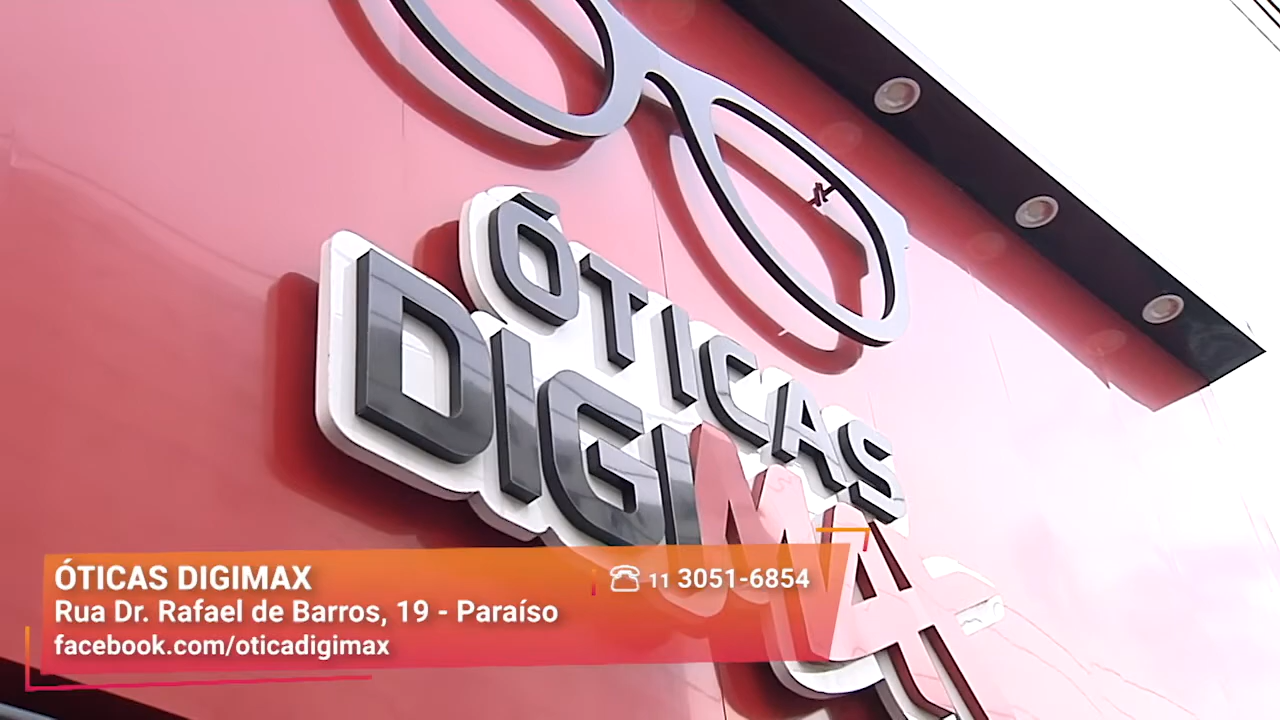 ÓTICAS
DIGIMAX
ÓTICAS DIGIMAX
11 3051-6854
Rua Dr. Rafael de Barros, 19 - Paraíso
facebook.com/oticadigimax